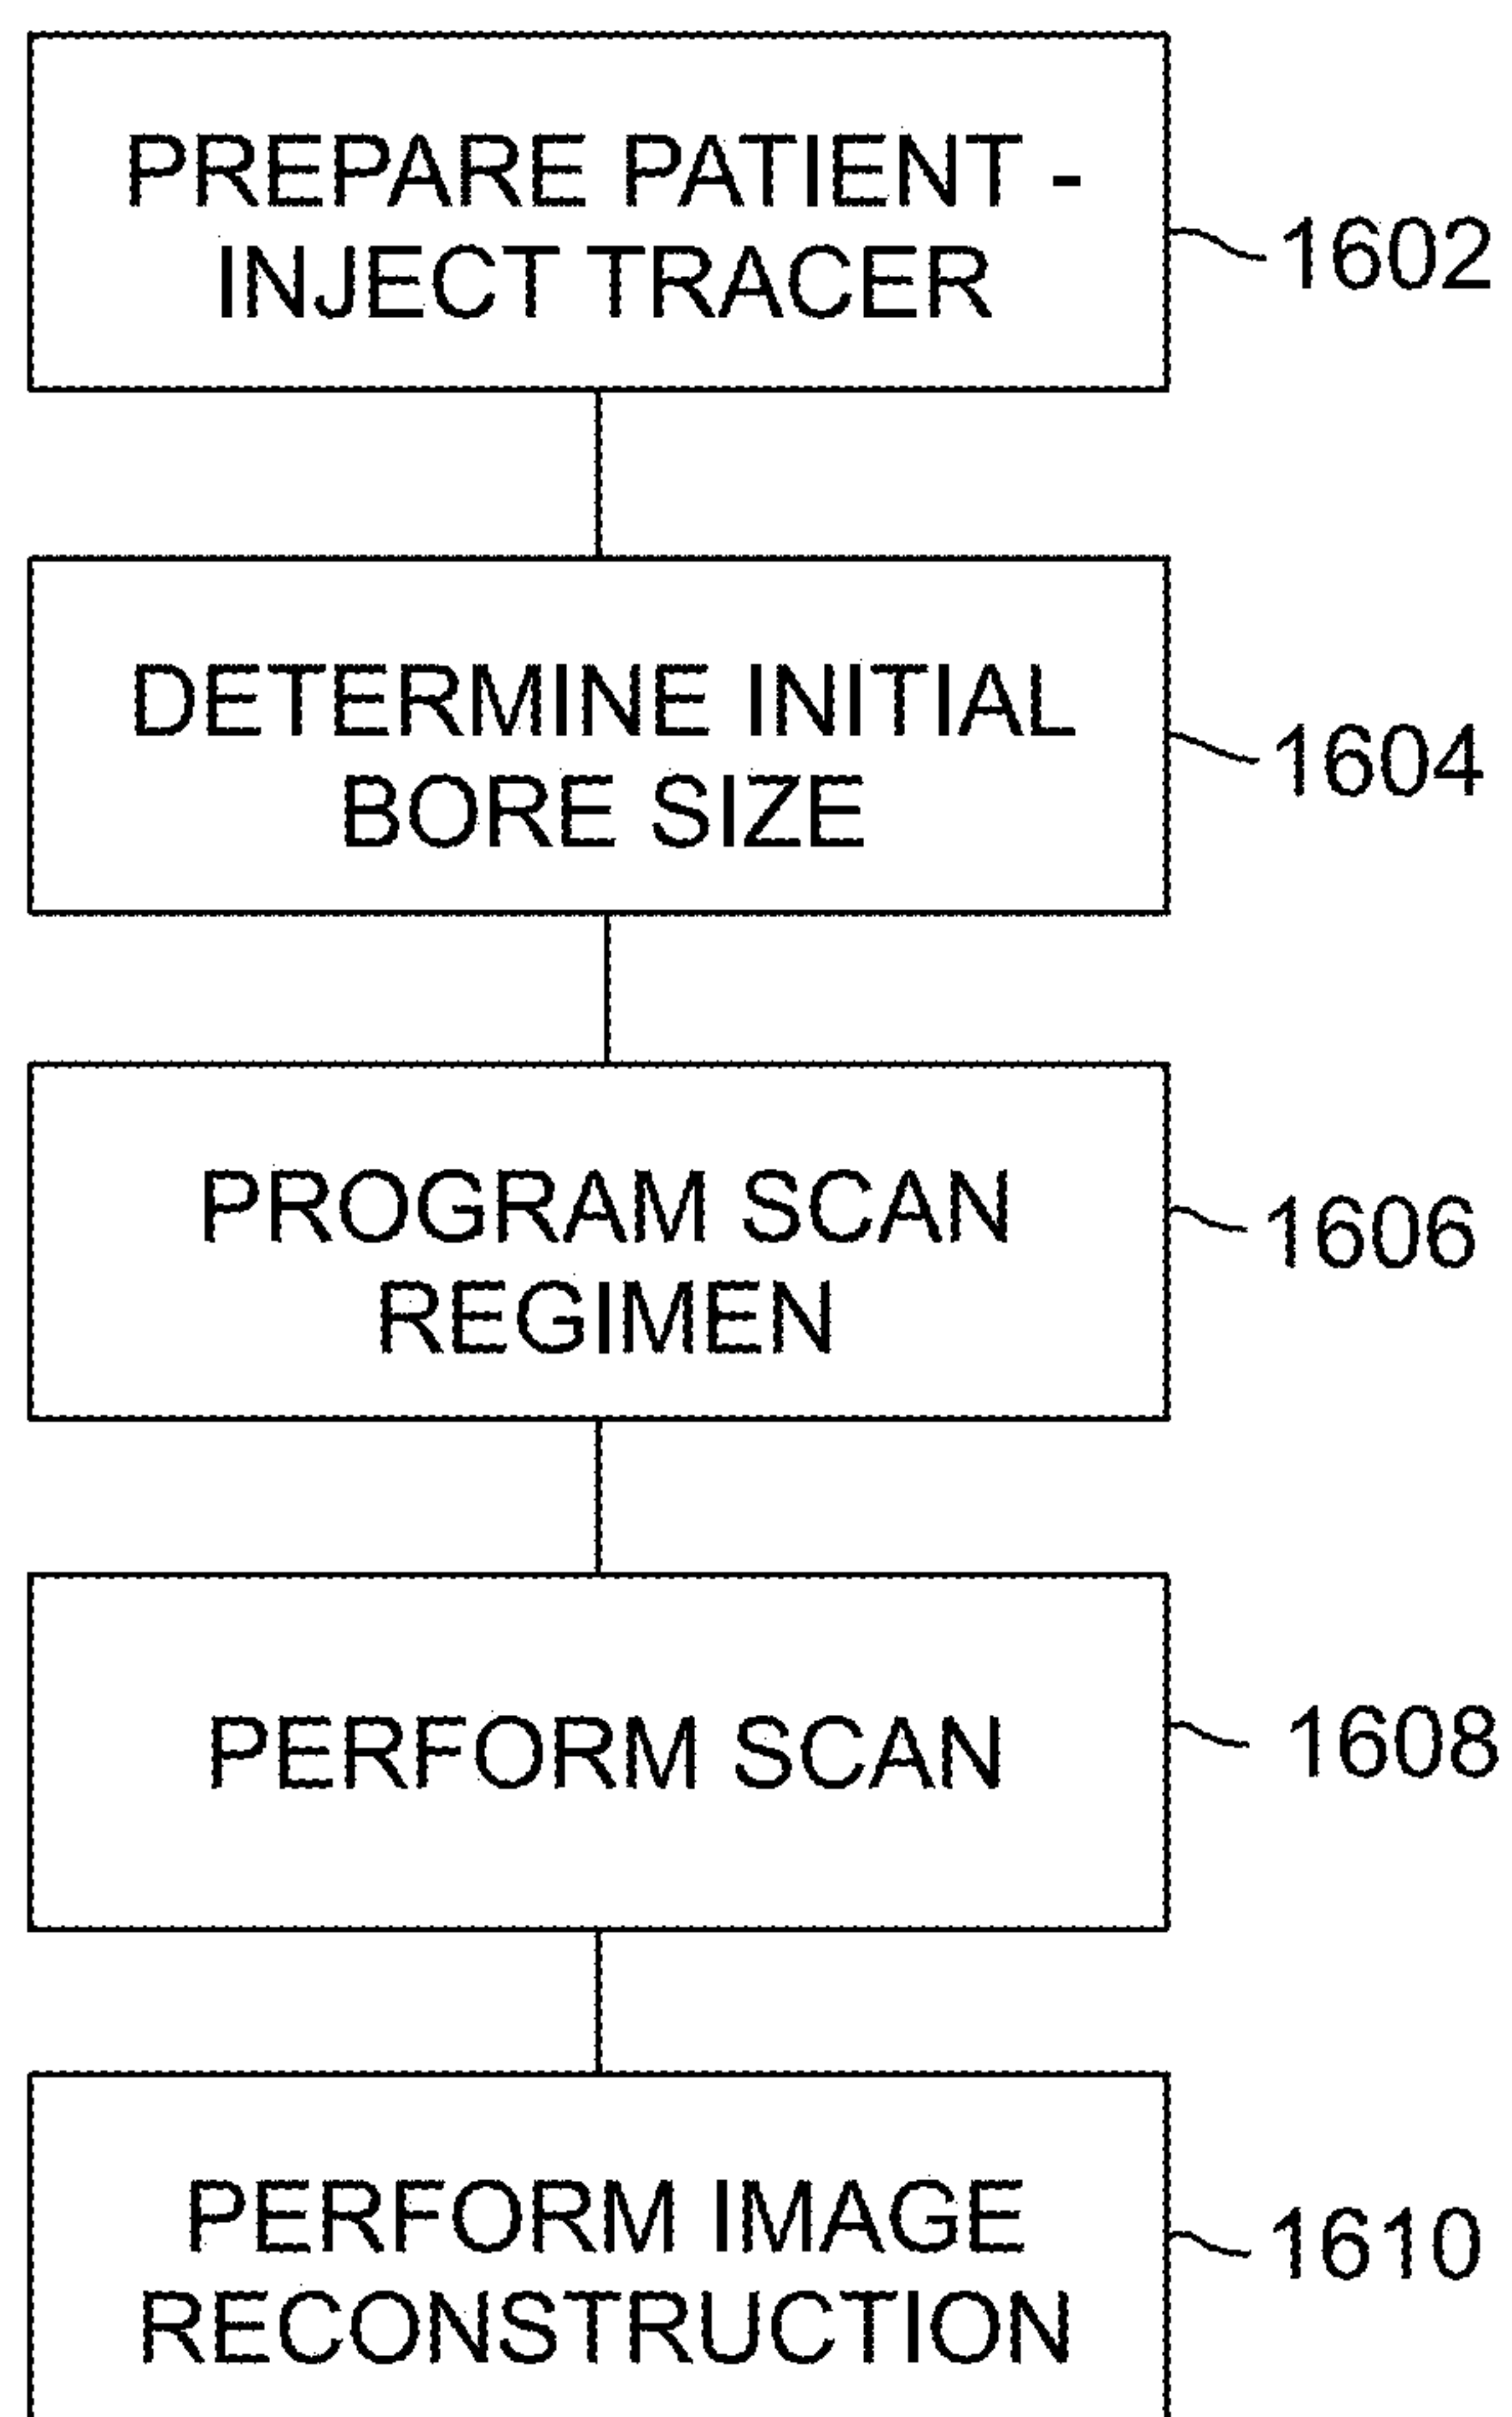 PREPARE PATIENT -
INJECT TRACER
1602
DETERMINE INITIAL
BORE SIZE
1604
PROGRAM SCAN
REGIMEN
1606
PERFORM SCAN
1608
PERFORM IMAGE
RECONSTRUCTION
1610